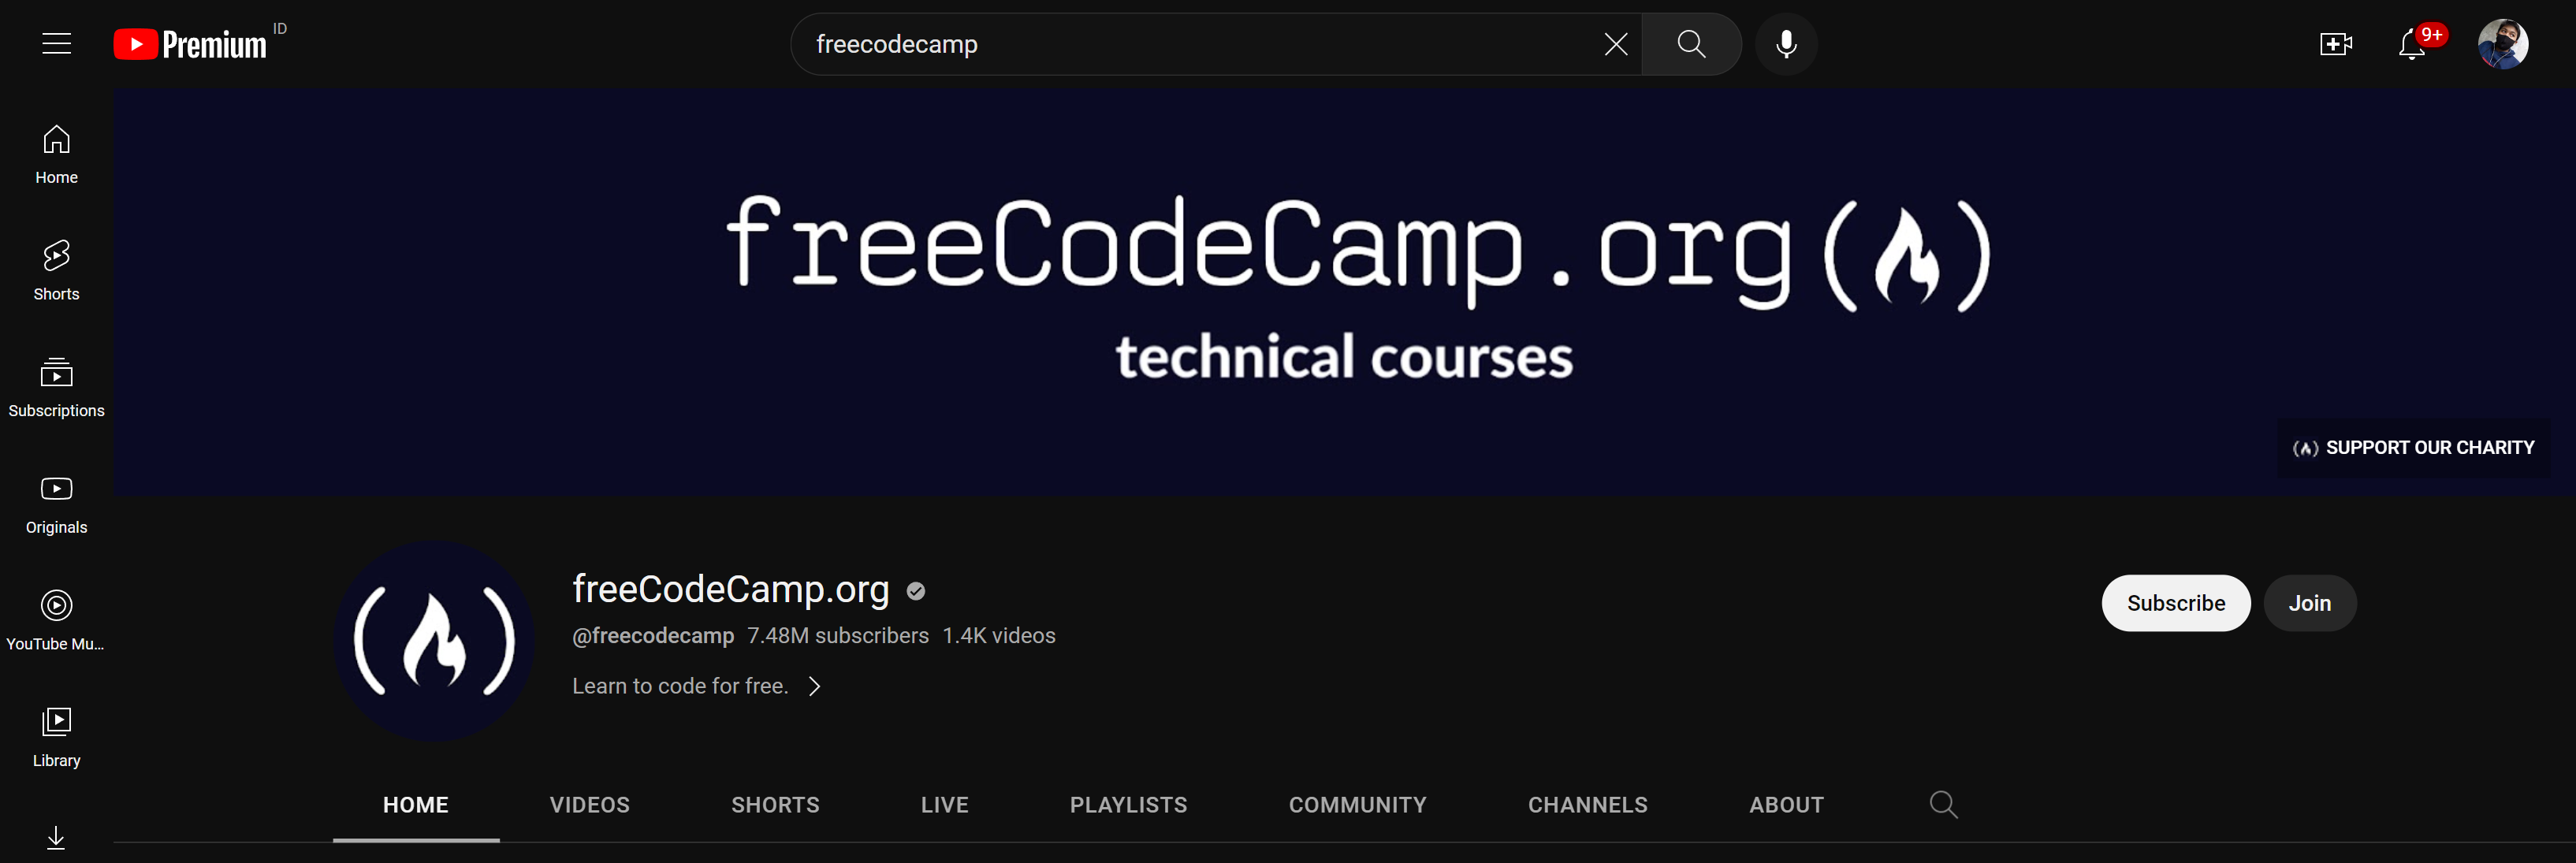 Premium ID
freecodecamp
9+
Home
Shorts
Subscriptions
Originals
YouTube Mu...
Library
freeCodeCamp.org
technical courses
SUPPORT OUR CHARITY
freeCodeCamp.org
@freecodecamp 7.48M subscribers 1.4K videos
Learn to code for free.
Subscribe Join
HOME VIDEOS SHORTS LIVE PLAYLISTS COMMUNITY CHANNELS ABOUT